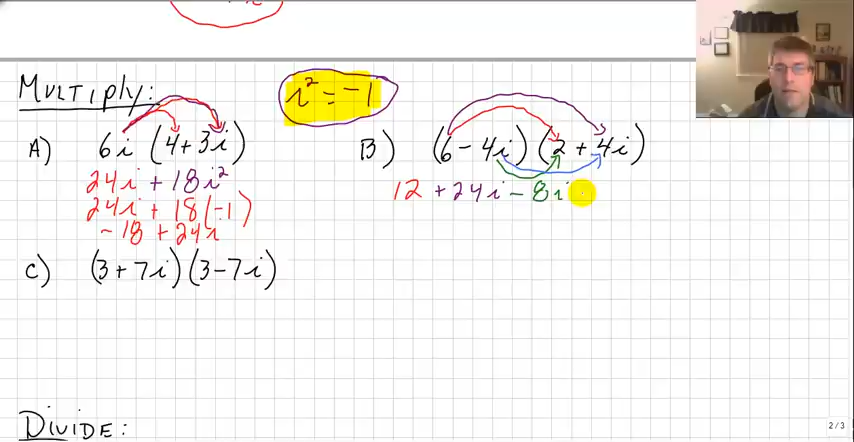 MULTIPLY:
i² = -1
A) 6i (4+3i)
24i + 18i²
24i + 18(-1)
-18 + 24i
B) (6 - 4i)(2 + 4i)
12 + 24i - 8i
C) (3+7i)(3-7i)
DIVIDE:
2/3